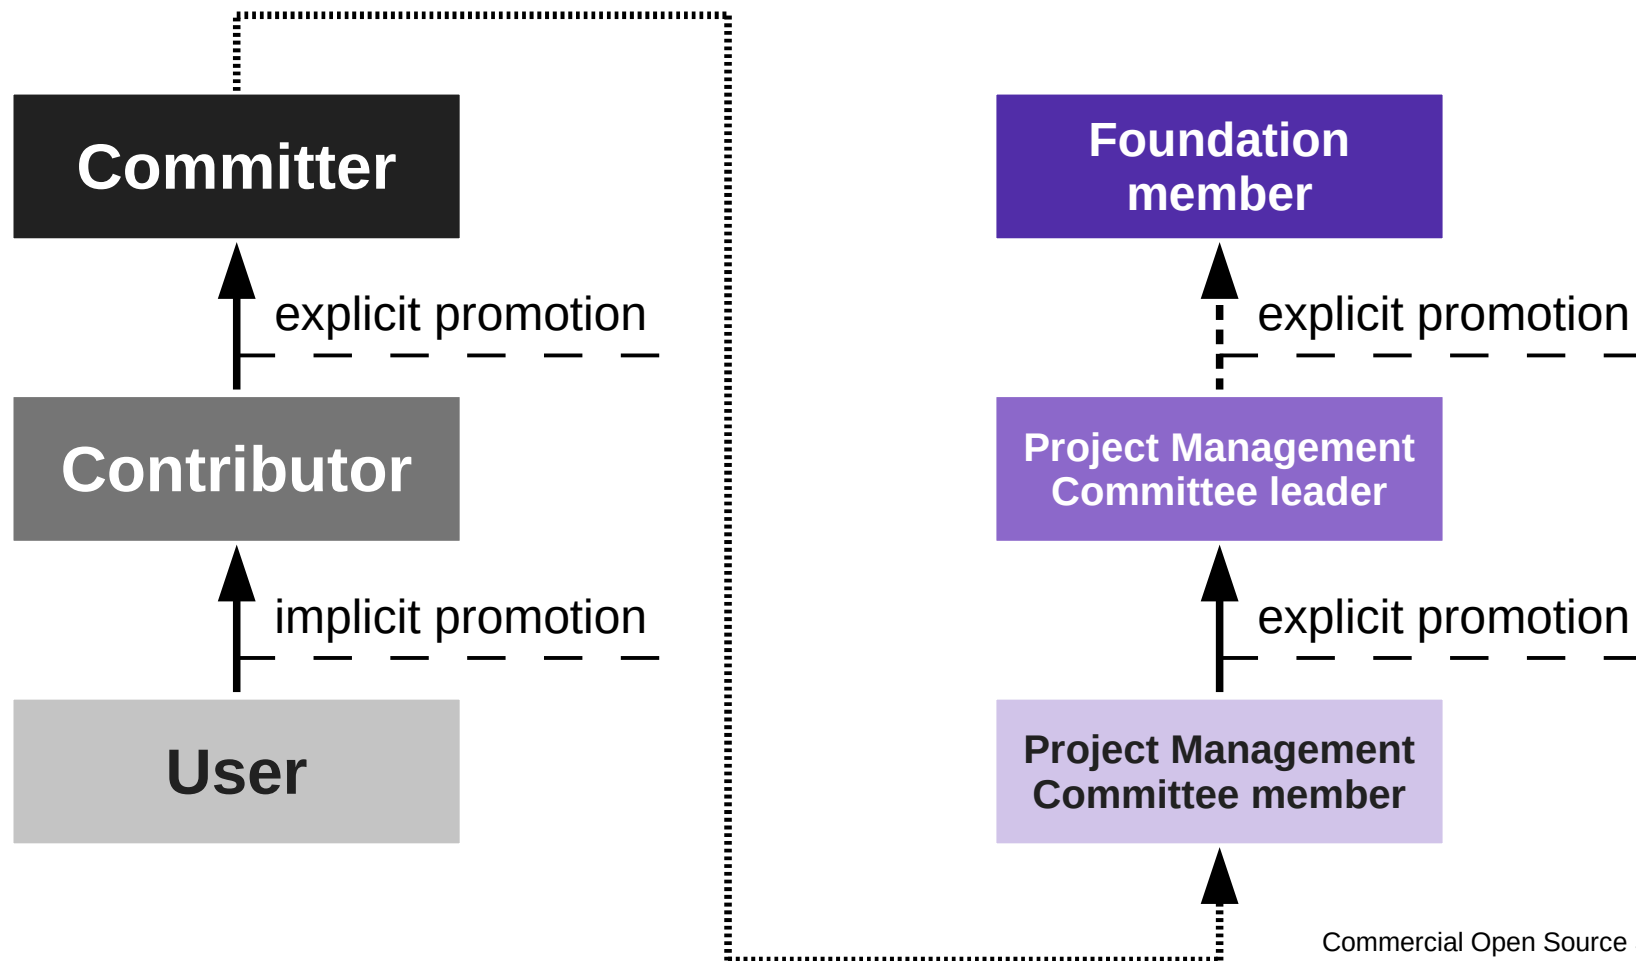 Committer
explicit promotion
Contributor
implicit promotion
User
Foundation
member
explicit promotion
Project Management
Committee leader
explicit promotion
Project Management
Committee member
Commercial Open Source